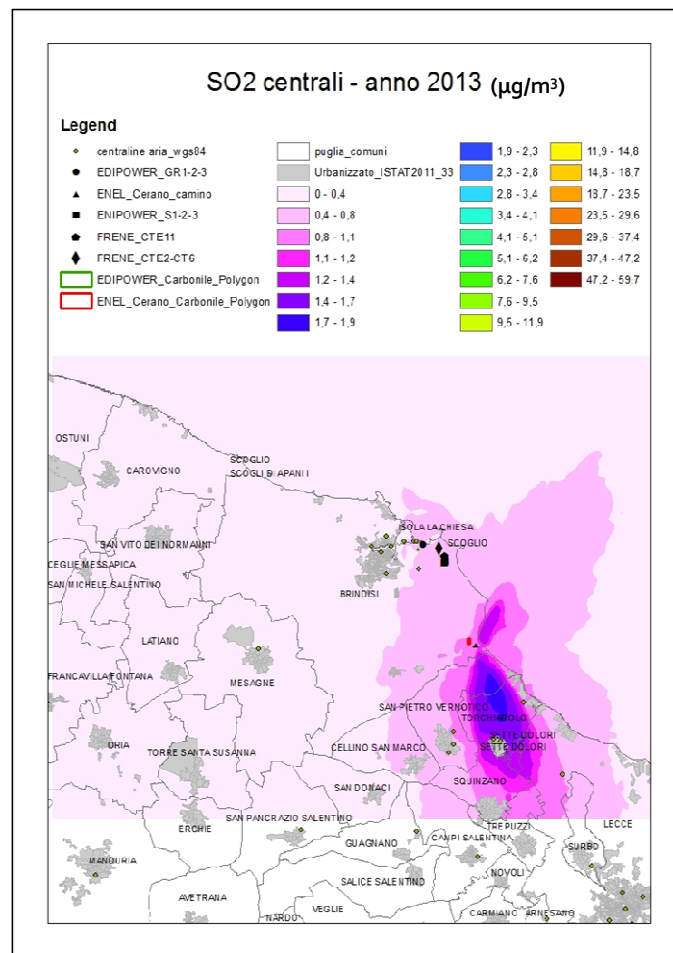 SO2 centrali - anno 2013 (µg/m³)
Legend
centraline aria_wgs84
EDIPOWER_GR1-2-3
ENEL_Cerano_camino
ENIPOWER_S1-2-3
FRENE_CTE11
FRENE_CTE2-CT6
EDIPOWER_Carbonile_Polygon
ENEL_Cerano_Carbonile_Polygon
puglia_comuni
Urbanizzato_ISTAT2011_33
0 - 0,4
0,4 - 0,8
0,8 - 1,1
1,1 - 1,2
1,2 - 1,4
1,4 - 1,7
1,7 - 1,9
1,9 - 2,3
2,3 - 2,8
2,8 - 3,4
3,4 - 4,1
4,1 - 5,1
5,1 - 6,2
6,2 - 7,6
7,6 - 9,5
9,5 - 11,9
11,9 - 14,8
14,8 - 18,7
18,7 - 23,5
23,5 - 29,6
29,6 - 37,4
37,4 - 47,2
47,2 - 59,7
OSTUNI
CAROVIGNO
SCOGLIO
SCOGLI DI APANI I
ISOLA LA CHIESA
SCOGLIO
SAN VITO DEI NORMANNI
CEGLIE MESSAPICA
SAN MICHELE SALENTINO
BRINDISI
LATIANO
MESAGNE
FRANCAVILLA FONTANA
SAN PIETRO VERNOTICO
TORCHIAROLO
ORIA
TORRE SANTA SUSANNA
CELLINO SAN MARCO
SETTE DOLORI
SETTE DOLORI
SQUINZANO
SAN DONACI
SAN PANCRAZIO SALENTINO
ERCHIE
TREPUZZI
LECCE
CAMPI SALENTINA
GUAGNANO
SURBO
MANDURIA
NOVOLI
SALICE SALENTINO
AVETRANA
VEGLIE
NARDO'
CARMIANO
ARNESANO